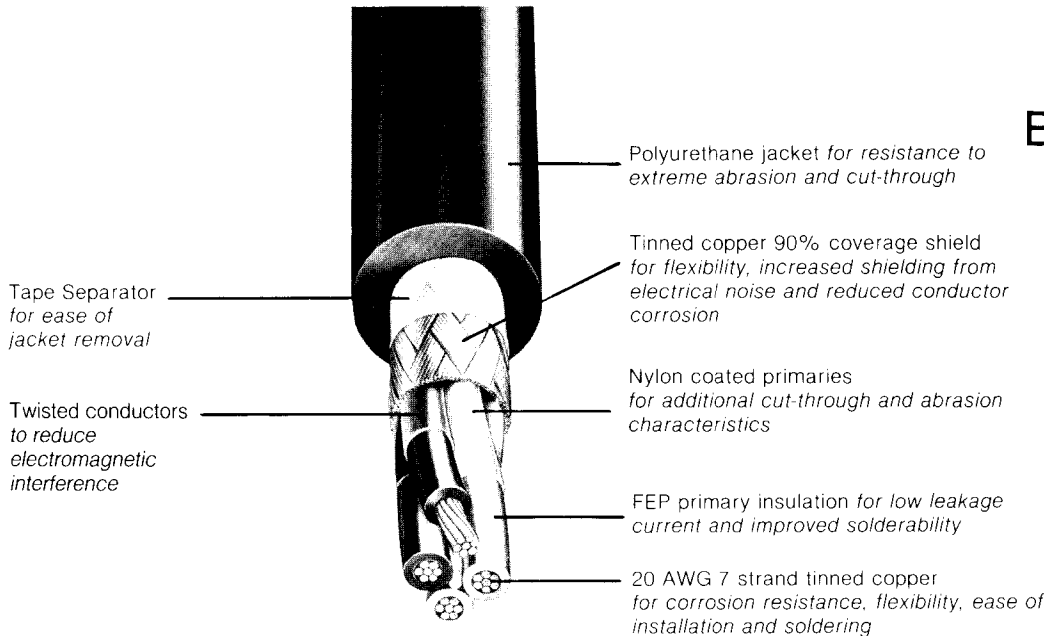 Polyurethane jacket for resistance to
extreme abrasion and cut-through
Tinned copper 90% coverage shield
for flexibility, increased shielding from
electrical noise and reduced conductor
corrosion
Tape Separator
for ease of
jacket removal
Nylon coated primaries
for additional cut-through and abrasion
characteristics
Twisted conductors
to reduce
electromagnetic
interference
FEP primary insulation for low leakage
current and improved solderability
20 AWG 7 strand tinned copper
for corrosion resistance, flexibility, ease of
installation and soldering